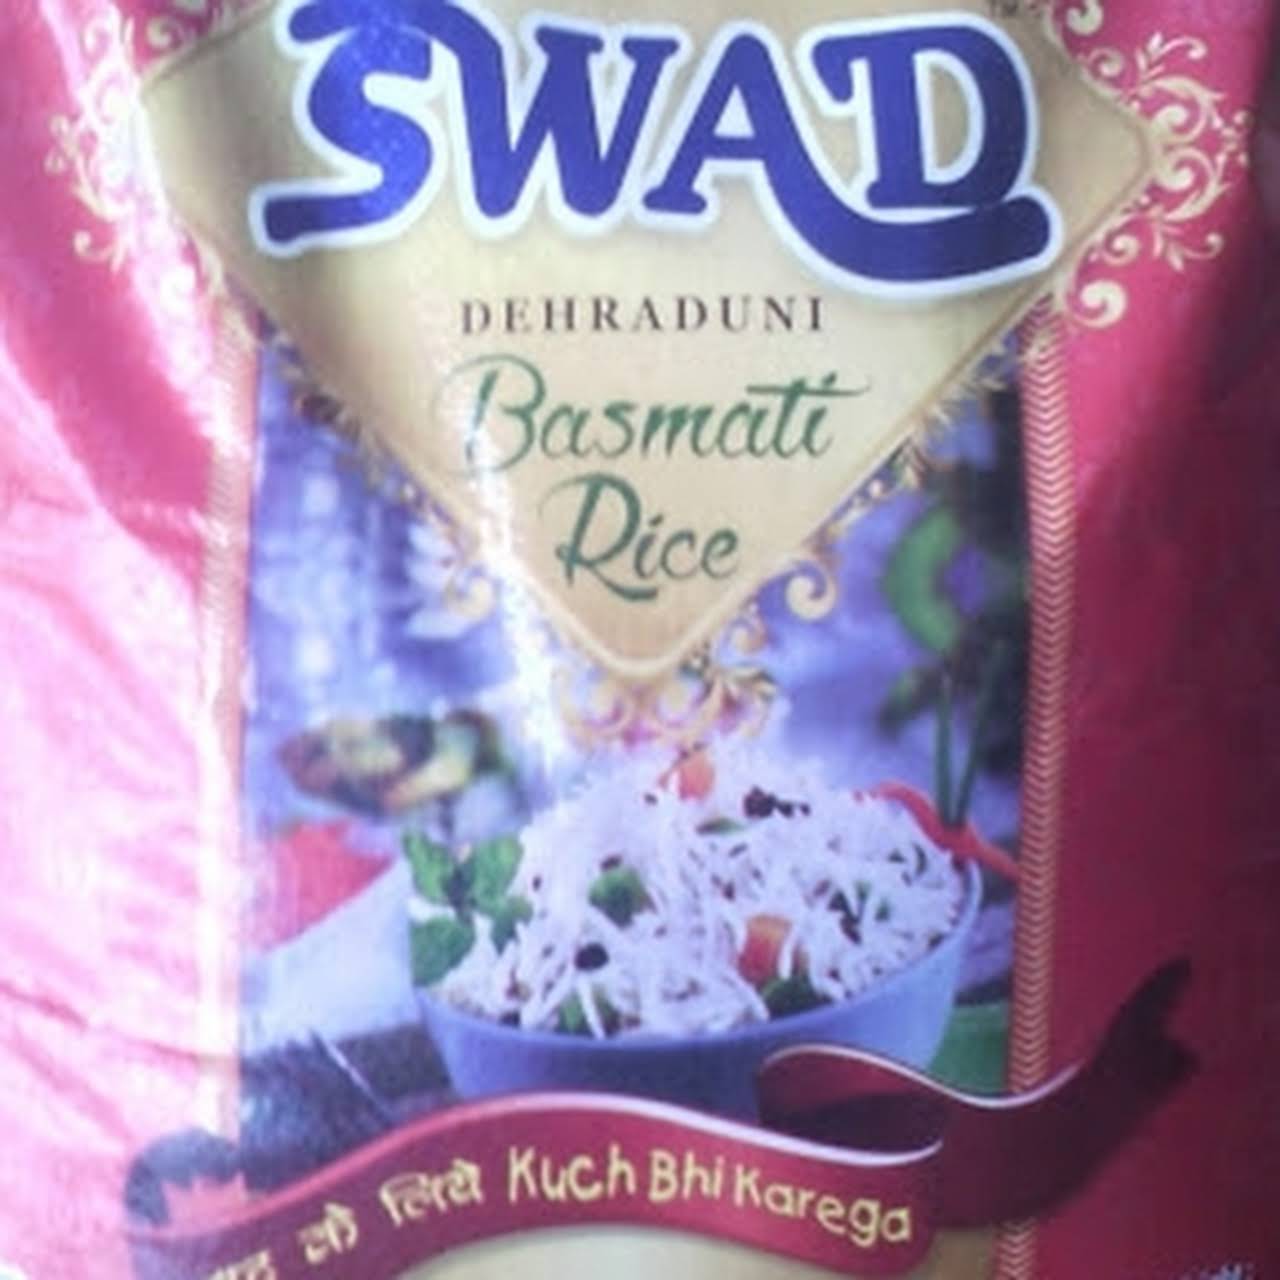 SWAD
DEHRADUNI
Basmati
Rice
लिये Kuch Bhi Karega